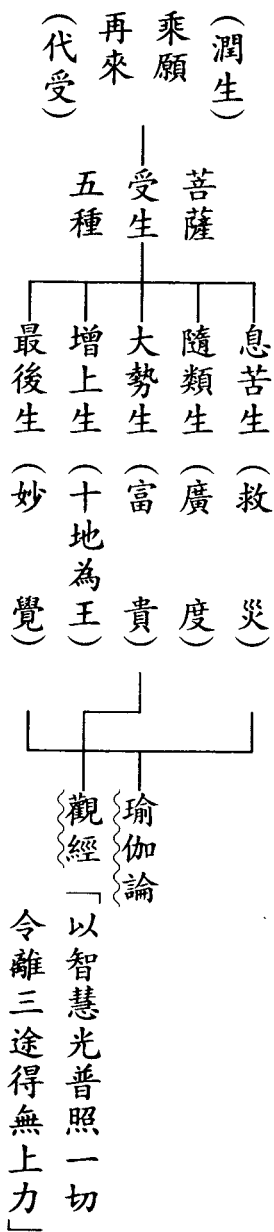 (潤生)
乘願
再來
(代受)
菩薩
受生
五種
息苦生(救災)
隨類生(廣度)
大勢生(富貴)
增上生(十地為王)
最後生(妙覺)
瑜伽論
觀經「以智慧光普照一切
令離三途得無上力」